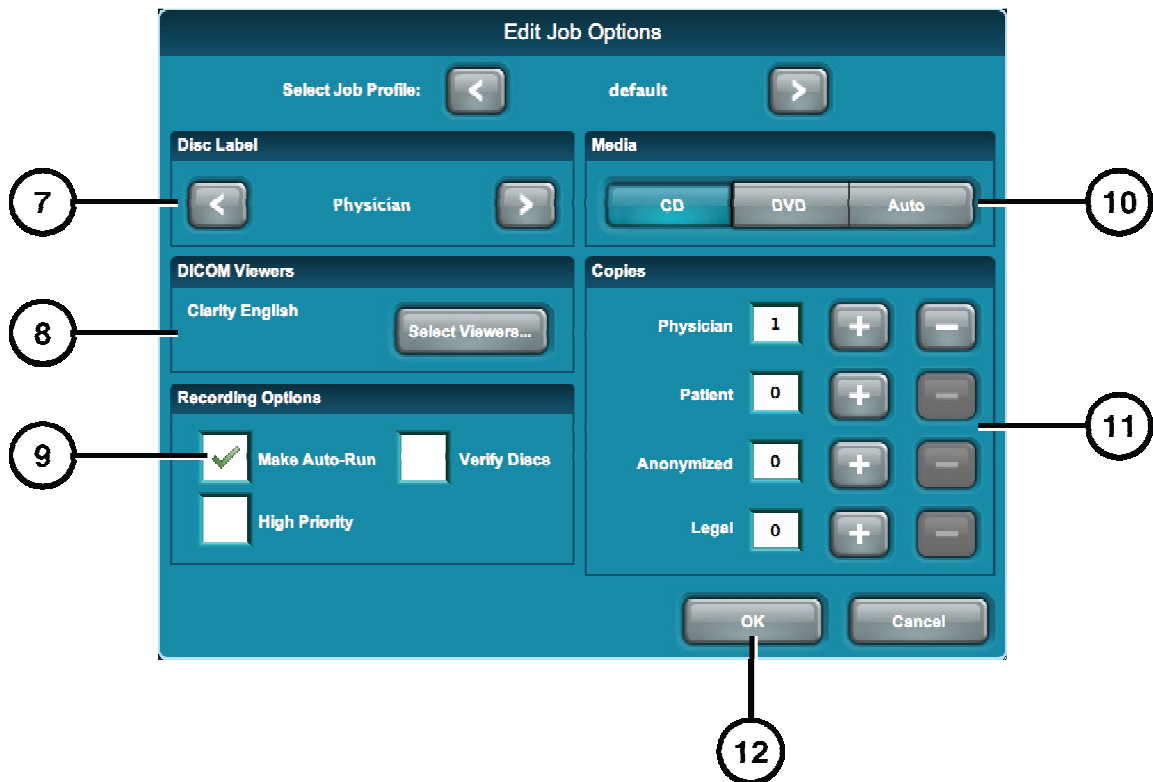 Edit Job Options
Select Job Profile: < default >
Disc Label
7
< Physician >
Media
CD DVD Auto
10
DICOM Viewers
8
Clarity English
Select Viewers...
Recording Options
9
Make Auto-Run
Verify Discs
High Priority
Copies
Physician 1 + −
Patient 0 + −
11
Anonymized 0 + −
Legal 0 + −
OK Cancel
12